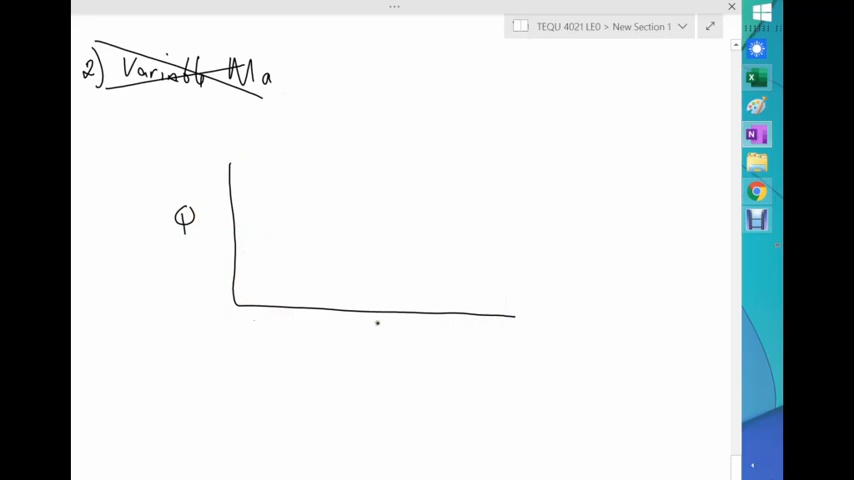 TEQU 4021 LE0 > New Section 1
2) Variable Ma
Φ